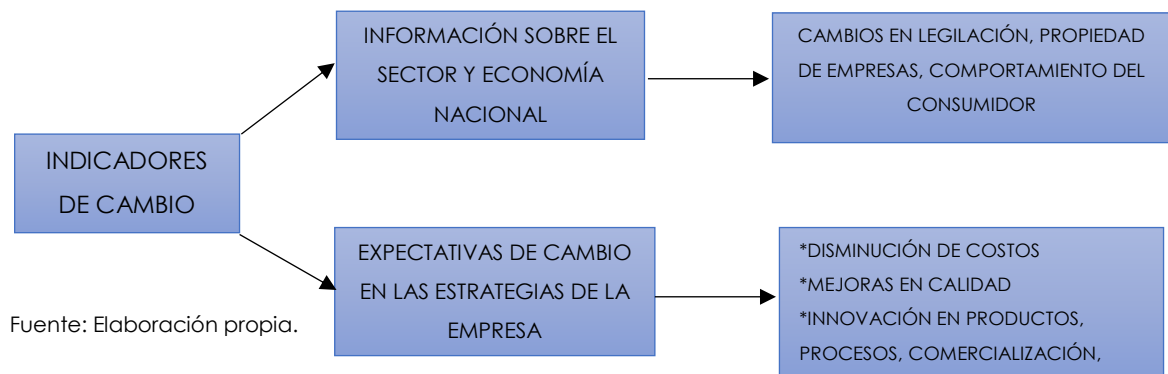 INDICADORES
DE CAMBIO
INFORMACIÓN SOBRE EL
SECTOR Y ECONOMÍA
NACIONAL
CAMBIOS EN LEGILACIÓN, PROPIEDAD
DE EMPRESAS, COMPORTAMIENTO DEL
CONSUMIDOR
EXPECTATIVAS DE CAMBIO
EN LAS ESTRATEGIAS DE LA
EMPRESA
*DISMINUCIÓN DE COSTOS
*MEJORAS EN CALIDAD
*INNOVACIÓN EN PRODUCTOS,
PROCESOS, COMERCIALIZACIÓN,
Fuente: Elaboración propia.